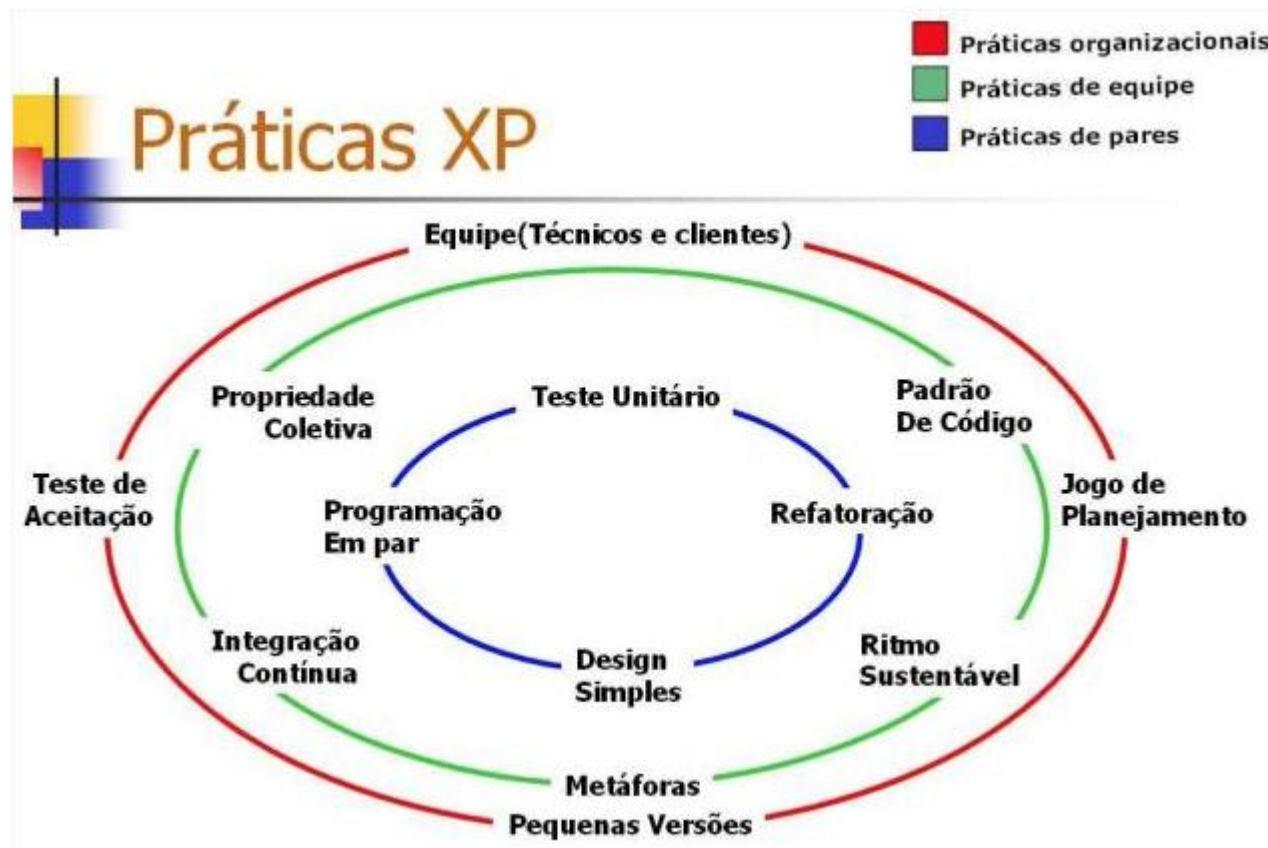 Práticas organizacionais
Práticas de equipe
Práticas de pares
Práticas XP
Equipe(Técnicos e clientes)
Propriedade
Coletiva
Teste Unitário
Padrão
De Código
Teste de
Aceitação
Programação
Em par
Refatoração
Jogo de
Planejamento
Integração
Contínua
Design
Simples
Ritmo
Sustentável
Metáforas
Pequenas Versões